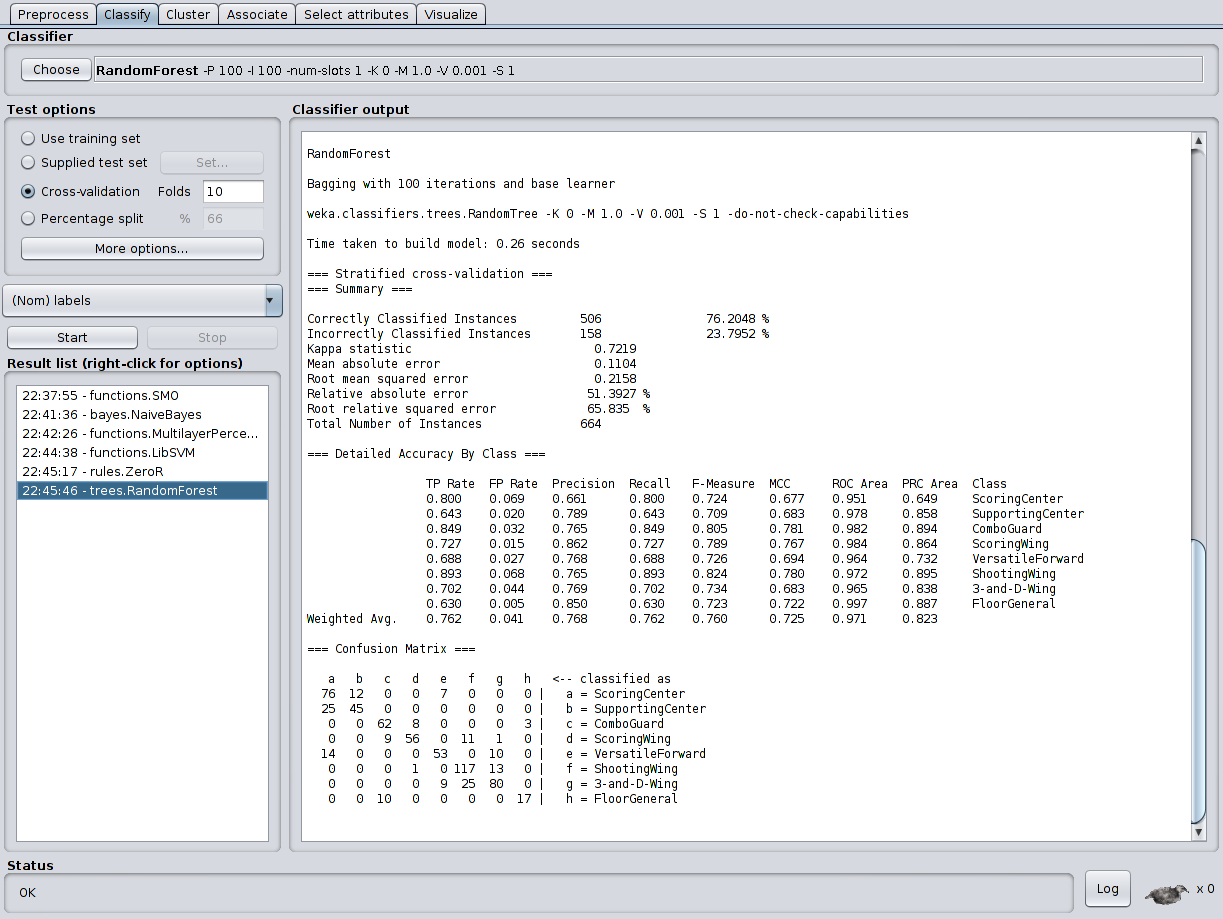 Preprocess Classify Cluster Associate Select attributes Visualize
Classifier
Choose RandomForest -P 100 -I 100 -num-slots 1 -K 0 -M 1.0 -V 0.001 -S 1
Test options
Use training set
Supplied test set Set...
Cross-validation Folds 10
Percentage split % 66
More options...
(Nom) labels
Start Stop
Result list (right-click for options)
22:37:55 - functions.SMO
22:41:36 - bayes.NaiveBayes
22:42:26 - functions.MultilayerPerce...
22:44:38 - functions.LibSVM
22:45:17 - rules.ZeroR
22:45:46 - trees.RandomForest
Classifier output
RandomForest
Bagging with 100 iterations and base learner
weka.classifiers.trees.RandomTree -K 0 -M 1.0 -V 0.001 -S 1 -do-not-check-capabilities
Time taken to build model: 0.26 seconds
=== Stratified cross-validation ===
=== Summary ===
Correctly Classified Instances 506 76.2048 %
Incorrectly Classified Instances 158 23.7952 %
Kappa statistic 0.7219
Mean absolute error 0.1104
Root mean squared error 0.2158
Relative absolute error 51.3927 %
Root relative squared error 65.835 %
Total Number of Instances 664
=== Detailed Accuracy By Class ===
TP Rate FP Rate Precision Recall F-Measure MCC ROC Area PRC Area Class
0.800 0.069 0.661 0.800 0.724 0.677 0.951 0.649 ScoringCenter
0.643 0.020 0.789 0.643 0.709 0.683 0.978 0.858 SupportingCenter
0.849 0.032 0.765 0.849 0.805 0.781 0.982 0.894 ComboGuard
0.727 0.015 0.862 0.727 0.789 0.767 0.984 0.864 ScoringWing
0.688 0.027 0.768 0.688 0.726 0.694 0.964 0.732 VersatileForward
0.893 0.068 0.765 0.893 0.824 0.780 0.972 0.895 ShootingWing
0.702 0.044 0.769 0.702 0.734 0.683 0.965 0.838 3-and-D-Wing
0.630 0.005 0.850 0.630 0.723 0.722 0.997 0.887 FloorGeneral
Weighted Avg. 0.762 0.041 0.768 0.762 0.760 0.725 0.971 0.823
=== Confusion Matrix ===
a b c d e f g h <-- classified as
76 12 0 0 7 0 0 0 | a = ScoringCenter
25 45 0 0 0 0 0 0 | b = SupportingCenter
0 0 62 8 0 0 0 3 | c = ComboGuard
0 0 9 56 0 11 1 0 | d = ScoringWing
14 0 0 0 53 0 10 0 | e = VersatileForward
0 0 0 1 0 117 13 0 | f = ShootingWing
0 0 0 0 9 25 80 0 | g = 3-and-D-Wing
0 0 10 0 0 0 0 17 | h = FloorGeneral
Status
OK
Log
x 0